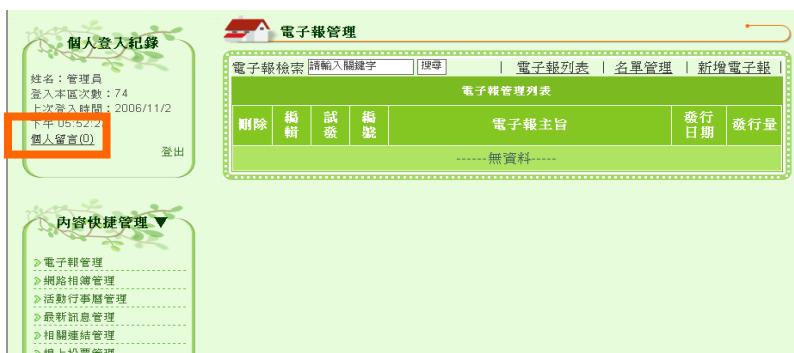 個人登入紀錄
姓名：管理員
登入本區次數：74
上次登入時間：2006/11/2
下午 05:52:2
個人留言(0)
登出
內容快捷管理▼
電子報管理
網路相簿管理
活動行事曆管理
最新訊息管理
相關連結管理
線上投票管理
電子報管理
電子報檢索 請輸入關鍵字 搜尋 | 電子報列表 | 名單管理 | 新增電子報 |
電子報管理列表
刪除 編輯 試發 編號 電子報主旨 發行日期 發行量
------無資料-----